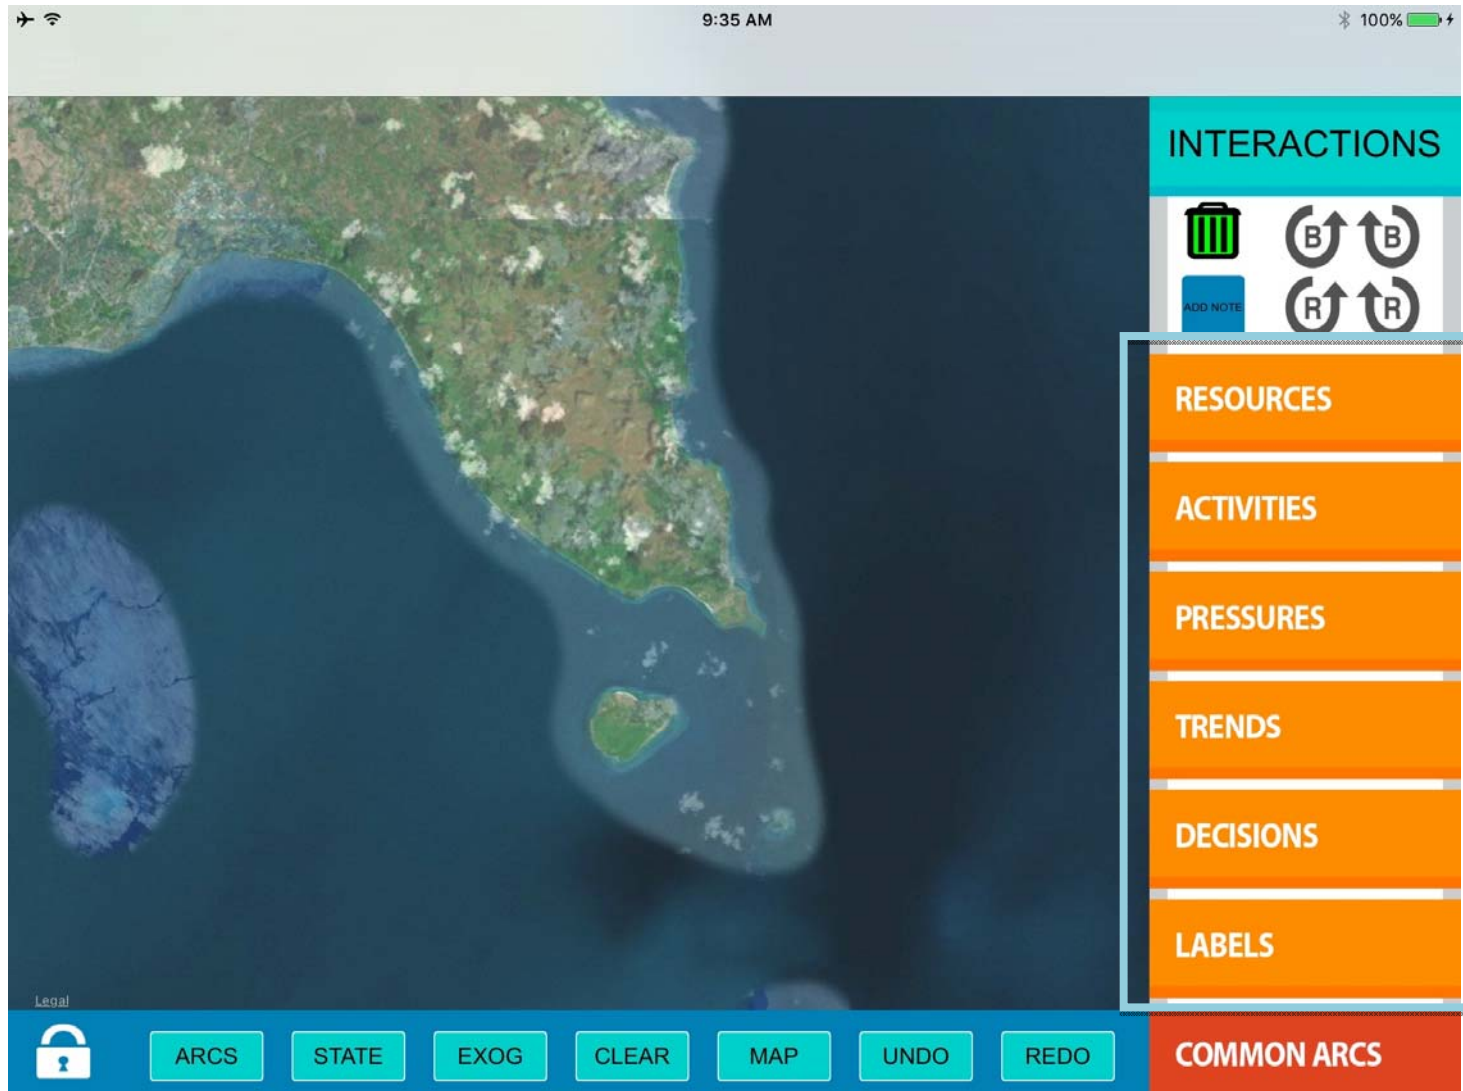 9:35 AM
100%
INTERACTIONS
B B
ADD NOTE
R R
RESOURCES
ACTIVITIES
PRESSURES
TRENDS
DECISIONS
LABELS
Legal
ARCS STATE EXOG CLEAR MAP UNDO REDO
COMMON ARCS